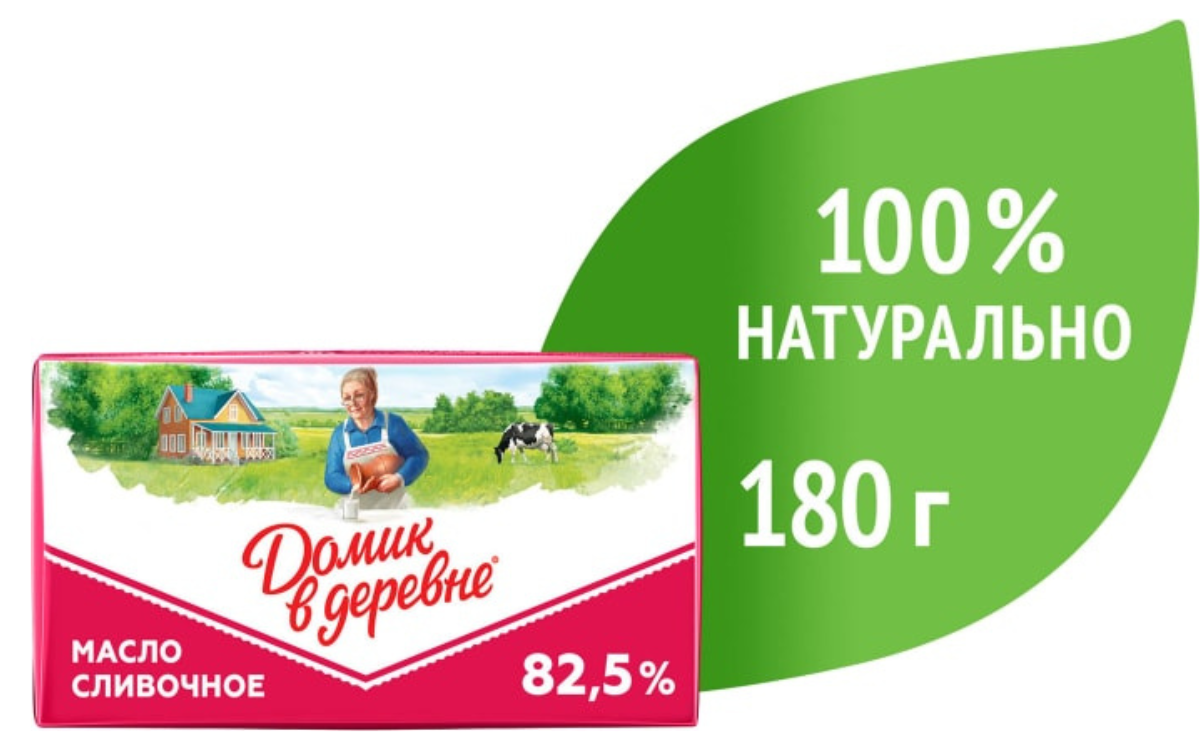 100%
НАТУРАЛЬНО
180 г
Домик
в деревне®
МАСЛО
СЛИВОЧНОЕ
82,5%